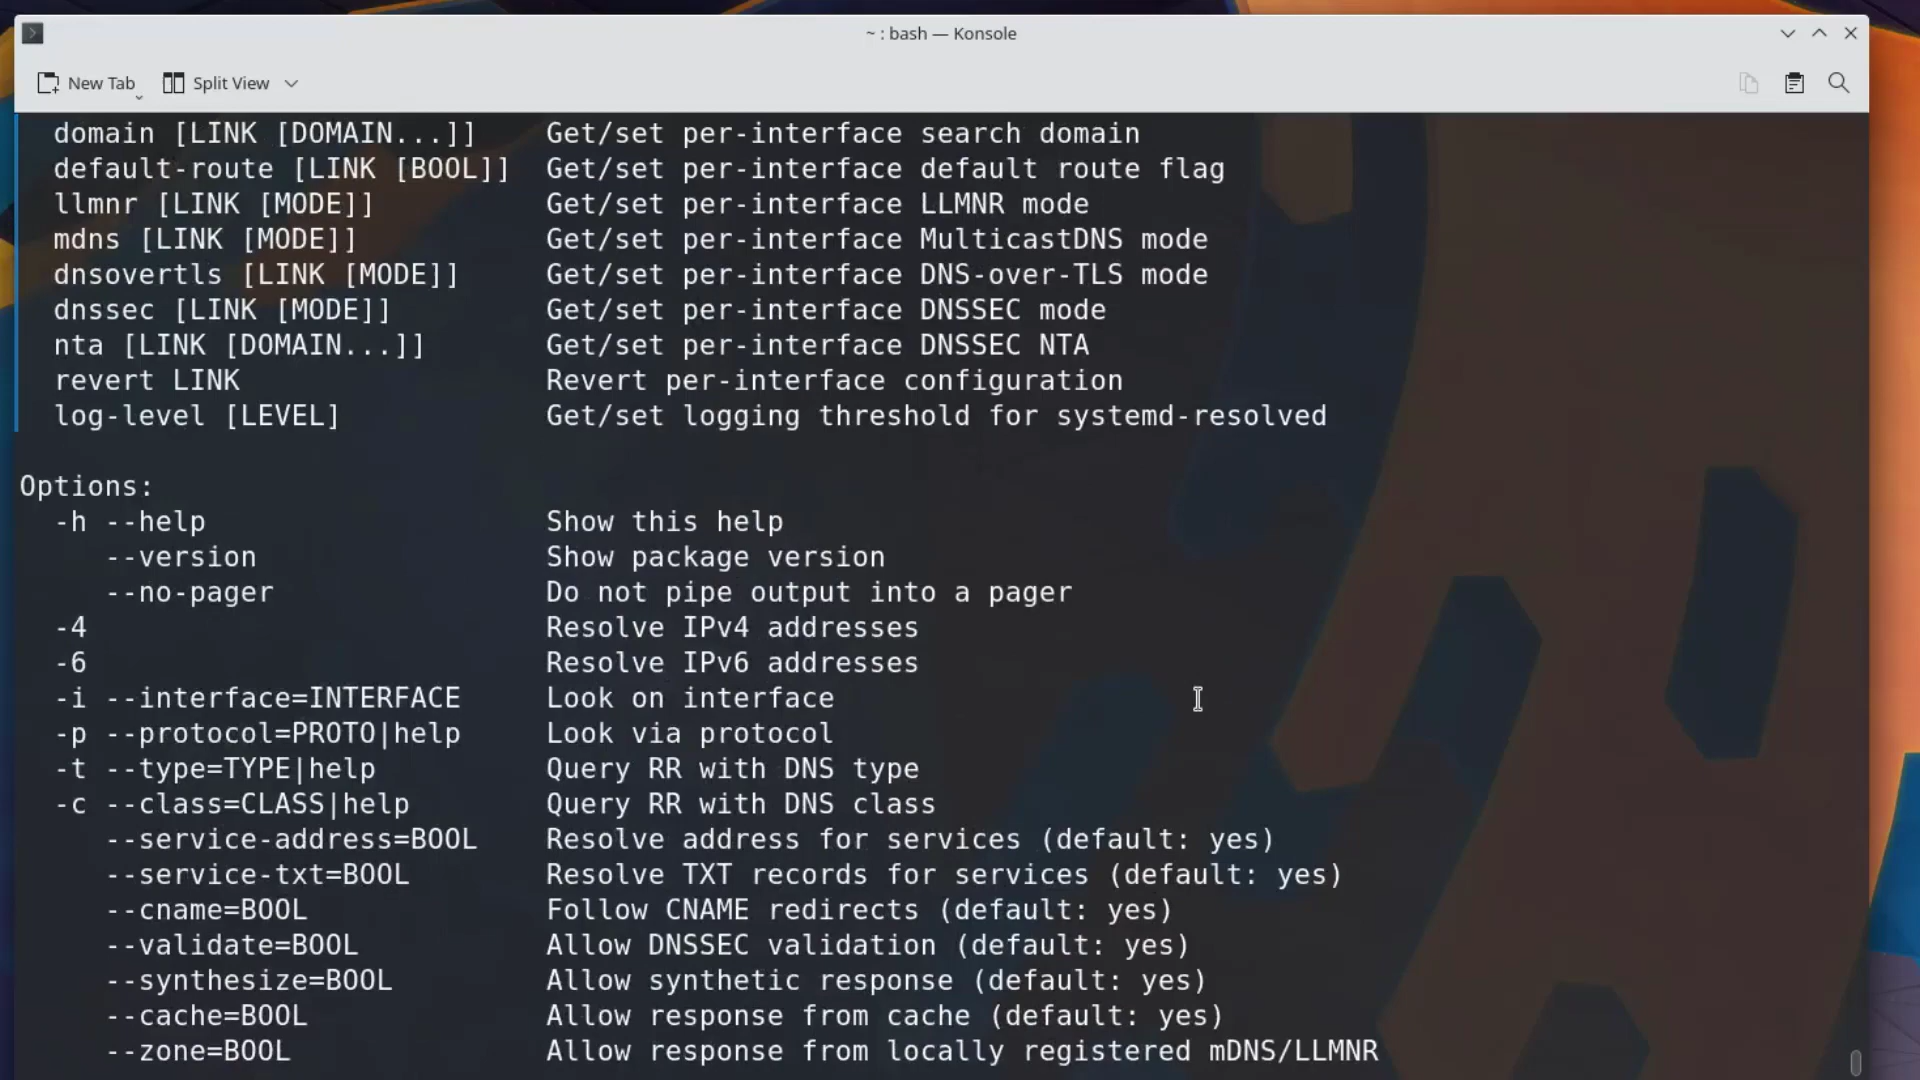 ~ : bash — Konsole
New Tab Split View
domain [LINK [DOMAIN...]] Get/set per-interface search domain
default-route [LINK [BOOL]] Get/set per-interface default route flag
llmnr [LINK [MODE]] Get/set per-interface LLMNR mode
mdns [LINK [MODE]] Get/set per-interface MulticastDNS mode
dnsovertls [LINK [MODE]] Get/set per-interface DNS-over-TLS mode
dnssec [LINK [MODE]] Get/set per-interface DNSSEC mode
nta [LINK [DOMAIN...]] Get/set per-interface DNSSEC NTA
revert LINK Revert per-interface configuration
log-level [LEVEL] Get/set logging threshold for systemd-resolved
Options:
-h --help Show this help
--version Show package version
--no-pager Do not pipe output into a pager
-4 Resolve IPv4 addresses
-6 Resolve IPv6 addresses
-i --interface=INTERFACE Look on interface
-p --protocol=PROTO|help Look via protocol
-t --type=TYPE|help Query RR with DNS type
-c --class=CLASS|help Query RR with DNS class
--service-address=BOOL Resolve address for services (default: yes)
--service-txt=BOOL Resolve TXT records for services (default: yes)
--cname=BOOL Follow CNAME redirects (default: yes)
--validate=BOOL Allow DNSSEC validation (default: yes)
--synthesize=BOOL Allow synthetic response (default: yes)
--cache=BOOL Allow response from cache (default: yes)
--zone=BOOL Allow response from locally registered mDNS/LLMNR